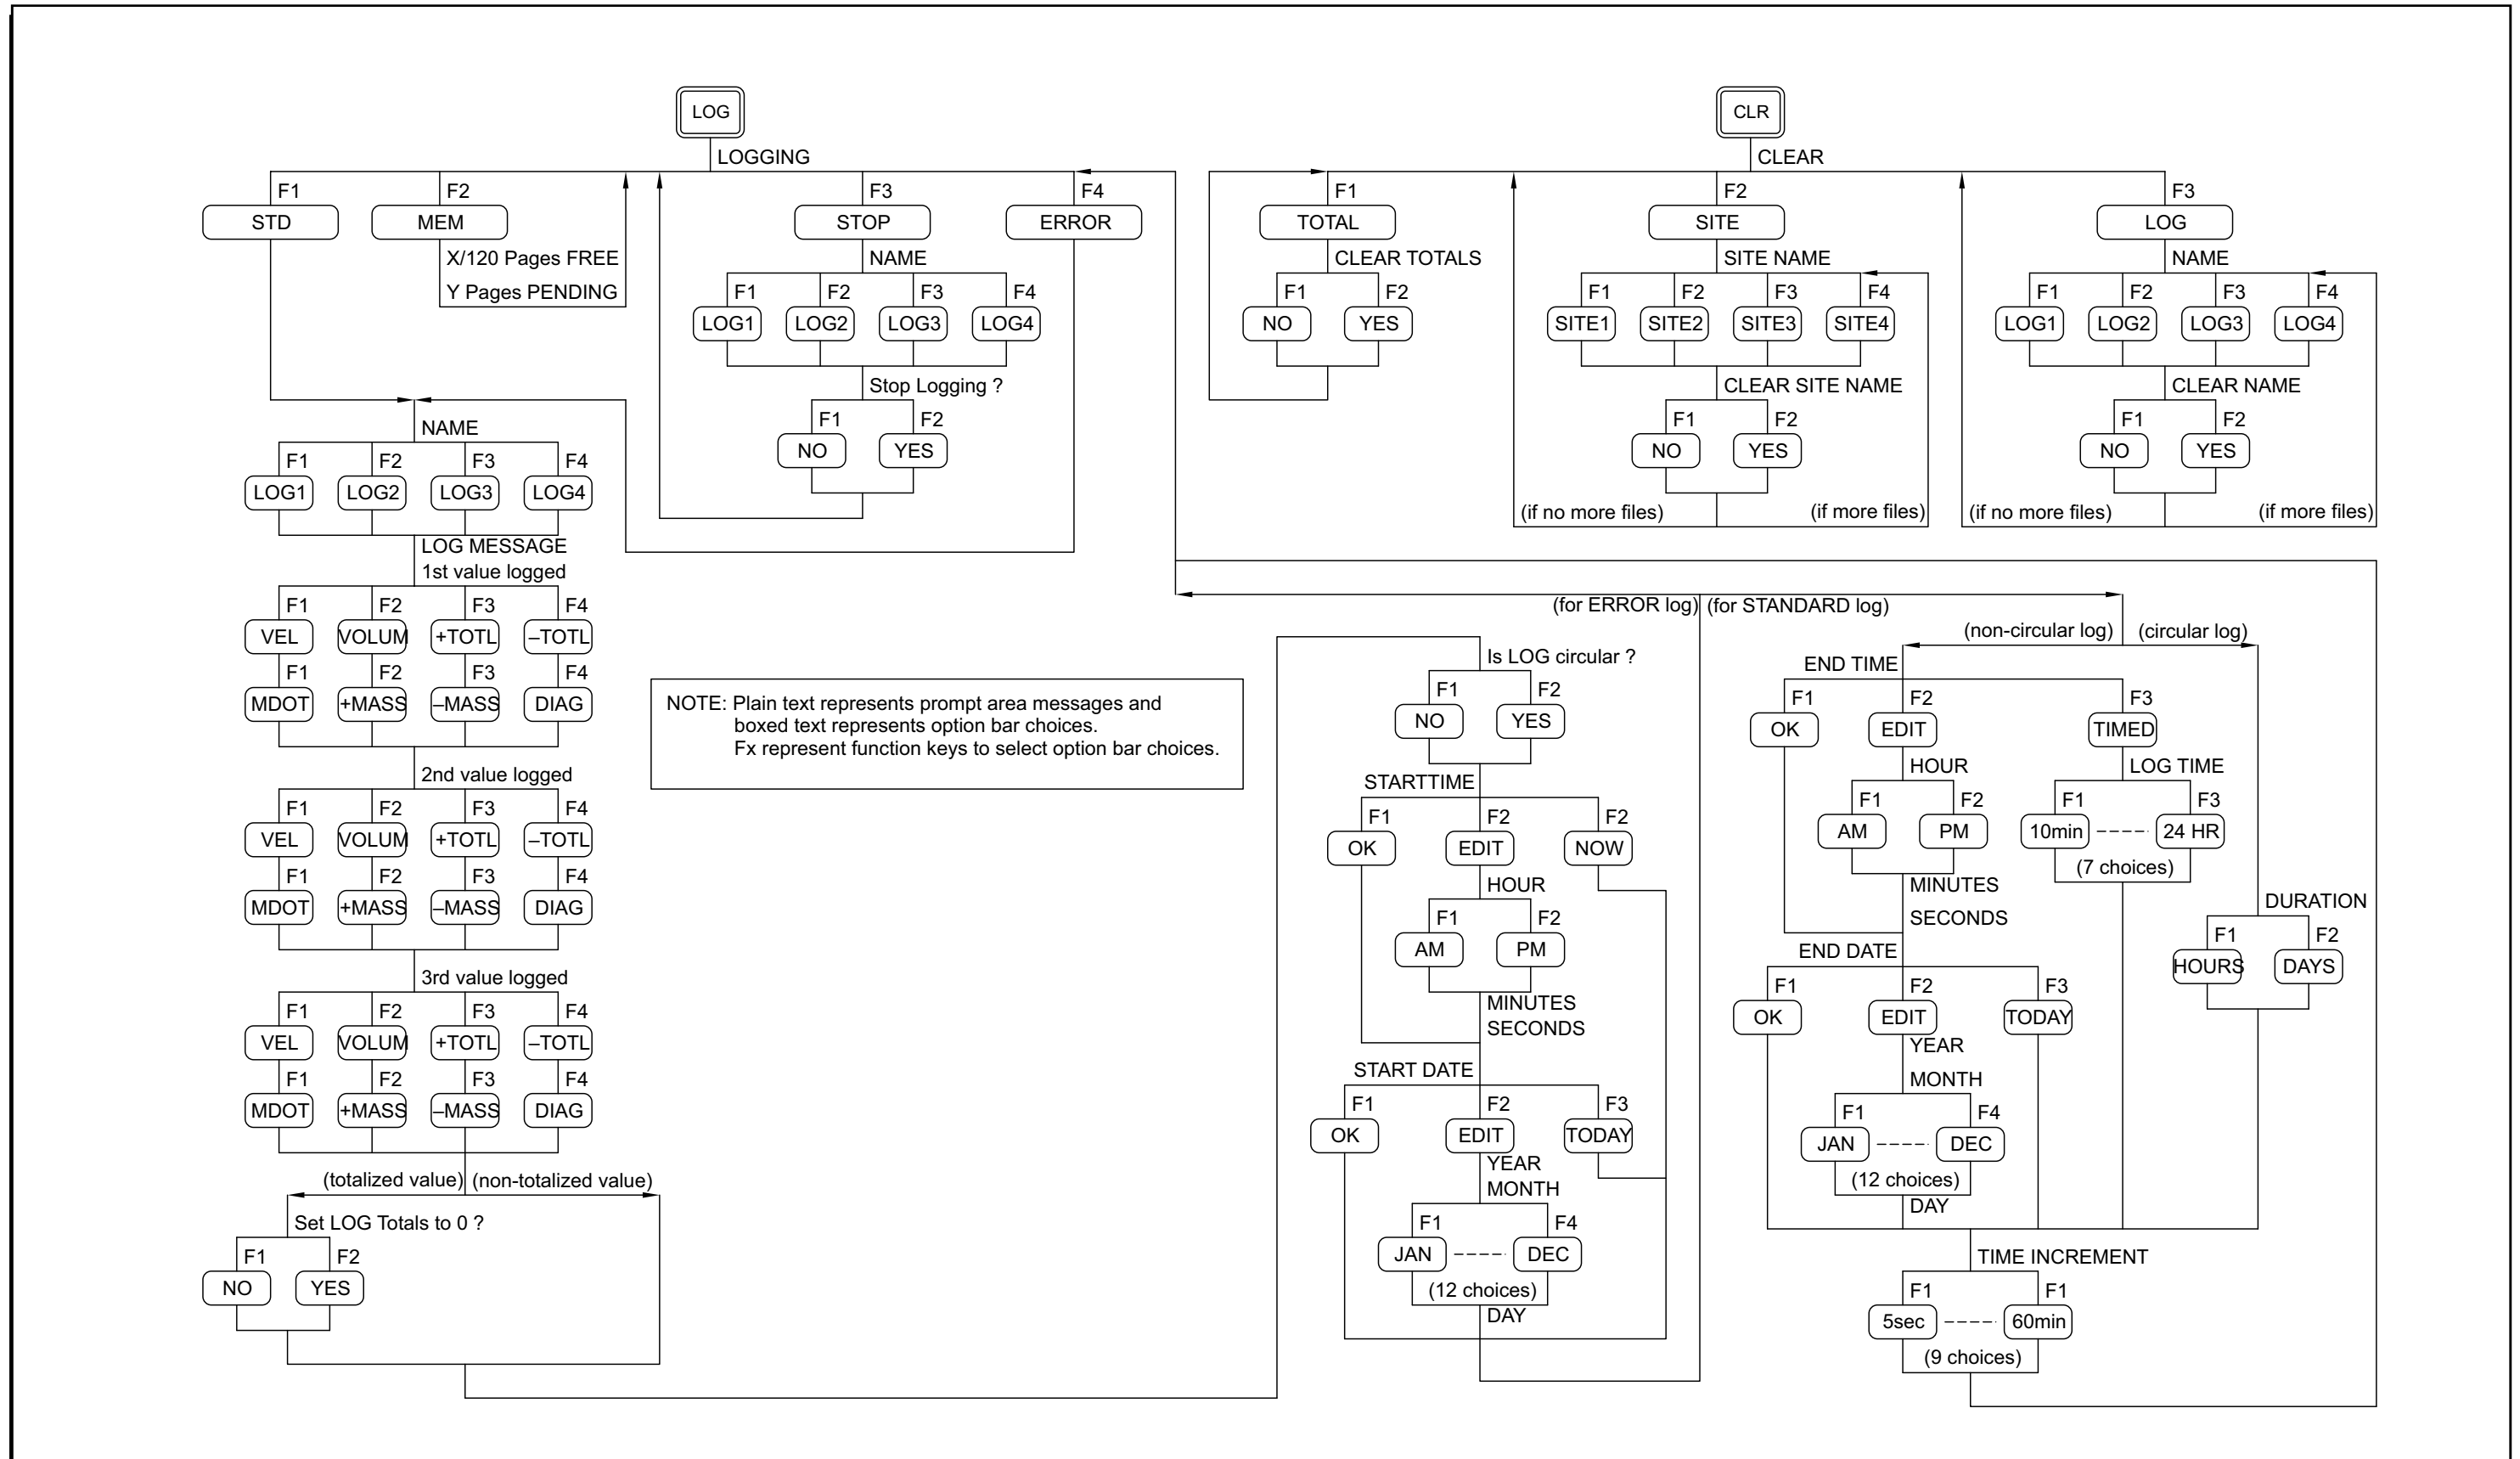 LOG
LOGGING
F1 F2 F3 F4
STD MEM STOP ERROR
X/120 Pages FREE
Y Pages PENDING
NAME
F1 F2 F3 F4
LOG1 LOG2 LOG3 LOG4
Stop Logging ?
F1 F2
NO YES
NAME
F1 F2 F3 F4
LOG1 LOG2 LOG3 LOG4
LOG MESSAGE
1st value logged
F1 F2 F3 F4
VEL VOLUM +TOTL –TOTL
F1 F2 F3 F4
MDOT +MASS –MASS DIAG
2nd value logged
F1 F2 F3 F4
VEL VOLUM +TOTL –TOTL
F1 F2 F3 F4
MDOT +MASS –MASS DIAG
3rd value logged
F1 F2 F3 F4
VEL VOLUM +TOTL –TOTL
F1 F2 F3 F4
MDOT +MASS –MASS DIAG
(totalized value) (non-totalized value)
Set LOG Totals to 0 ?
F1 F2
NO YES
NOTE: Plain text represents prompt area messages and
boxed text represents option bar choices.
Fx represent function keys to select option bar choices.
CLR
CLEAR
F1 F2 F3
TOTAL SITE LOG
CLEAR TOTALS
F1 F2
NO YES
SITE NAME
F1 F2 F3 F4
SITE1 SITE2 SITE3 SITE4
CLEAR SITE NAME
F1 F2
NO YES
(if no more files) (if more files)
NAME
F1 F2 F3 F4
LOG1 LOG2 LOG3 LOG4
CLEAR NAME
F1 F2
NO YES
(if no more files) (if more files)
(for ERROR log) (for STANDARD log)
Is LOG circular ?
F1 F2
NO YES
STARTTIME
F1 F2 F2
OK EDIT NOW
HOUR
F1 F2
AM PM
MINUTES
SECONDS
START DATE
F1 F2 F3
OK EDIT TODAY
YEAR
MONTH
F1 F4
JAN ---- DEC
(12 choices)
DAY
(non-circular log) (circular log)
END TIME
F1 F2 F3
OK EDIT TIMED
HOUR
F1 F2
AM PM
MINUTES
SECONDS
LOG TIME
F1 F3
10min ---- 24 HR
(7 choices)
DURATION
F1 F2
HOURS DAYS
END DATE
F1 F2 F3
OK EDIT TODAY
YEAR
MONTH
F1 F4
JAN ---- DEC
(12 choices)
DAY
TIME INCREMENT
F1 F1
5sec ---- 60min
(9 choices)